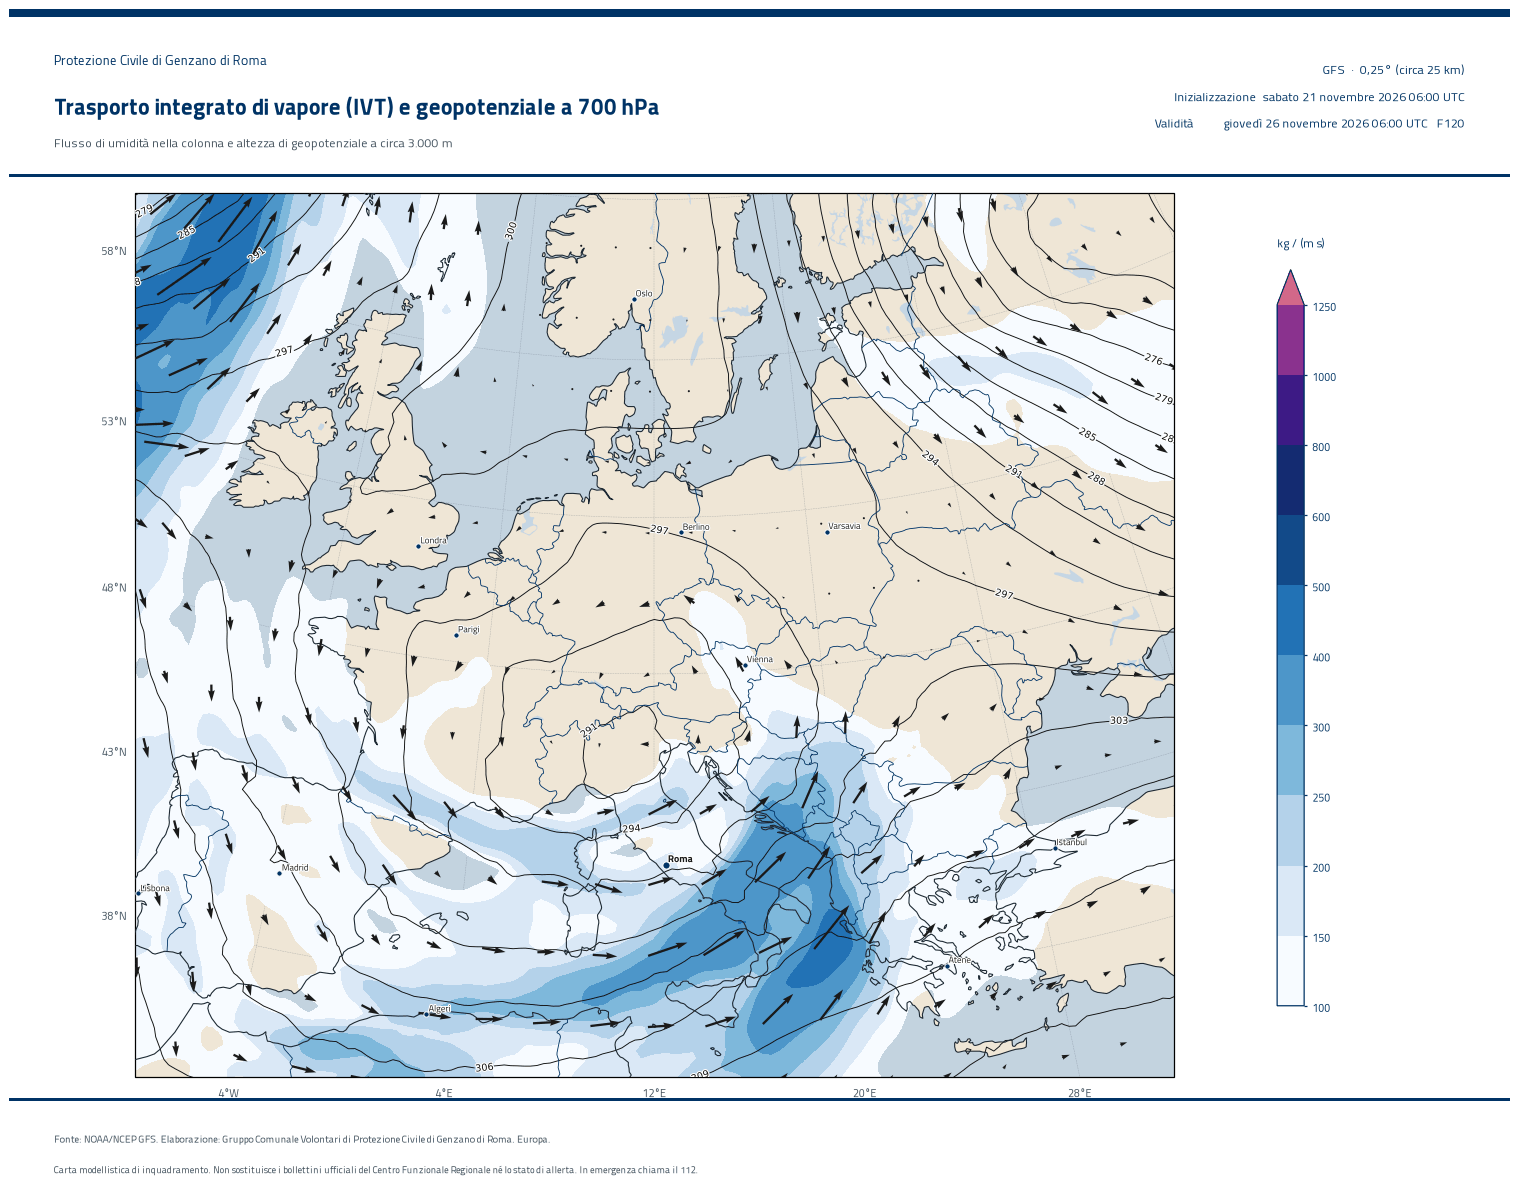 Protezione Civile di Genzano di Roma
Trasporto integrato di vapore (IVT) e geopotenziale a 700 hPa
Flusso di umidità nella colonna e altezza di geopotenziale a circa 3.000 m
GFS · 0,25° (circa 25 km)
Inizializzazione sabato 21 novembre 2026 06:00 UTC
Validità giovedì 26 novembre 2026 06:00 UTC F120
279
285
291
300
297
276
279
285
288
291
294
297
297
303
291
294
306
309
58°N
53°N
48°N
43°N
38°N
4°W
4°E
12°E
20°E
28°E
Oslo
Londra
Berlino
Varsavia
Parigi
Vienna
Madrid
Lisbona
Roma
Istanbul
Atene
Algeri
kg / (m s)
1250
1000
800
600
500
400
300
250
200
150
100
Fonte: NOAA/NCEP GFS. Elaborazione: Gruppo Comunale Volontari di Protezione Civile di Genzano di Roma. Europa.
Carta modellistica di inquadramento. Non sostituisce i bollettini ufficiali del Centro Funzionale Regionale né lo stato di allerta. In emergenza chiama il 112.